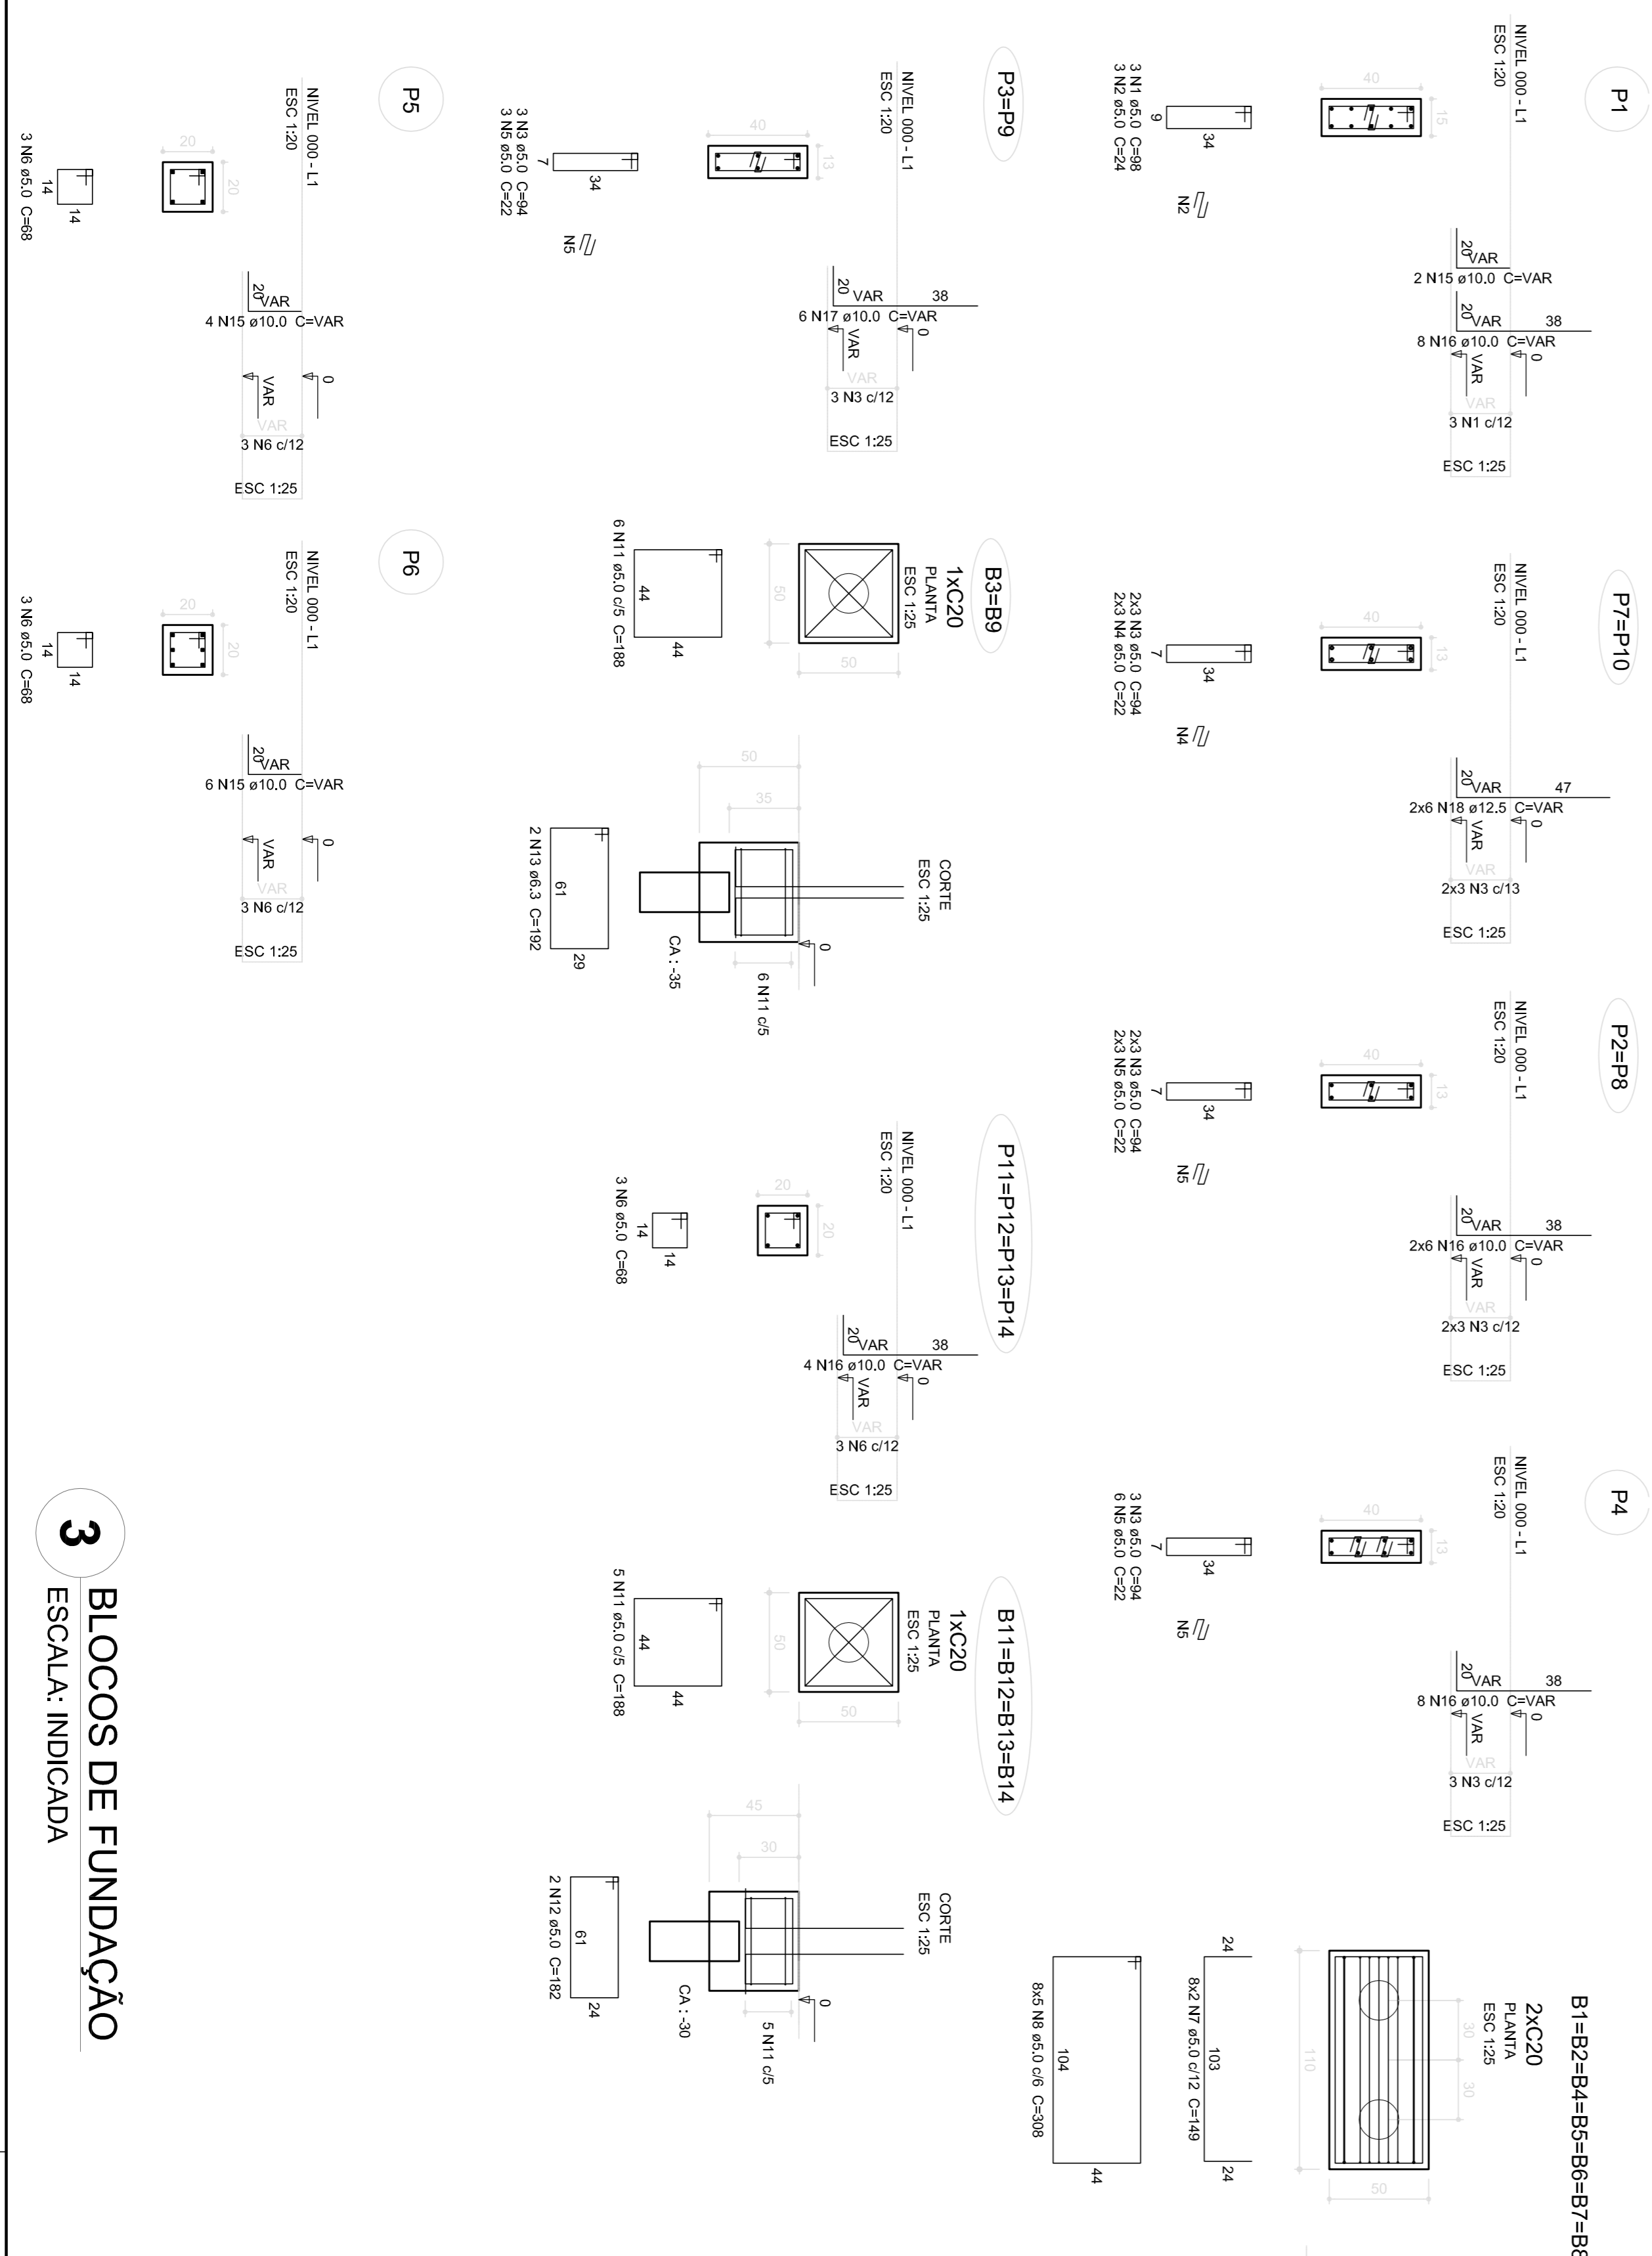 P1
NIVEL 000 - L1
ESC 1:20
40
15
34
9
3 N1 ø5.0 C=98
3 N2 ø5.0 C=24
N2
20
VAR
2 N15 ø10.0 C=VAR
20
VAR
38
8 N16 ø10.0 C=VAR
0
VAR
VAR
3 N1 c/12
ESC 1:25
P7=P10
NIVEL 000 - L1
ESC 1:20
40
13
34
7
2x3 N3 ø5.0 C=94
2x3 N4 ø5.0 C=22
N4
20
VAR
47
2x6 N18 ø12.5 C=VAR
0
VAR
VAR
2x3 N3 c/13
ESC 1:25
P2=P8
NIVEL 000 - L1
ESC 1:20
40
13
34
7
2x3 N3 ø5.0 C=94
2x3 N5 ø5.0 C=22
N5
20
VAR
38
2x6 N16 ø10.0 C=VAR
0
VAR
VAR
2x3 N3 c/12
ESC 1:25
P4
NIVEL 000 - L1
ESC 1:20
40
13
34
7
3 N3 ø5.0 C=94
6 N5 ø5.0 C=22
N5
20
VAR
38
8 N16 ø10.0 C=VAR
0
VAR
VAR
3 N3 c/12
ESC 1:25
B1=B2=B4=B5=B6=B7=B8
2xC20
PLANTA
ESC 1:25
30
30
110
50
24
103
24
8x2 N7 ø5.0 c/12 C=149
104
44
8x5 N8 ø5.0 c/6 C=308
P3=P9
NIVEL 000 - L1
ESC 1:20
40
13
34
7
3 N3 ø5.0 C=94
3 N5 ø5.0 C=22
N5
20
VAR
38
6 N17 ø10.0 C=VAR
0
VAR
VAR
3 N3 c/12
ESC 1:25
B3=B9
1xC20
PLANTA
ESC 1:25
50
50
44
44
6 N11 ø5.0 c/5 C=188
CORTE
ESC 1:25
50
35
0
6 N11 c/5
CA : -35
61
29
2 N13 ø6.3 C=192
P11=P12=P13=P14
NIVEL 000 - L1
ESC 1:20
20
20
14
14
3 N6 ø5.0 C=68
20
VAR
38
4 N16 ø10.0 C=VAR
0
VAR
VAR
3 N6 c/12
ESC 1:25
B11=B12=B13=B14
1xC20
PLANTA
ESC 1:25
50
50
44
44
5 N11 ø5.0 c/5 C=188
CORTE
ESC 1:25
45
30
0
5 N11 c/5
CA : -30
61
24
2 N12 ø5.0 C=182
P5
NIVEL 000 - L1
ESC 1:20
20
20
14
14
3 N6 ø5.0 C=68
20
VAR
4 N15 ø10.0 C=VAR
0
VAR
VAR
3 N6 c/12
ESC 1:25
P6
NIVEL 000 - L1
ESC 1:20
20
20
14
14
3 N6 ø5.0 C=68
20
VAR
6 N15 ø10.0 C=VAR
0
VAR
VAR
3 N6 c/12
ESC 1:25
3
BLOCOS DE FUNDAÇÃO
ESCALA: INDICADA